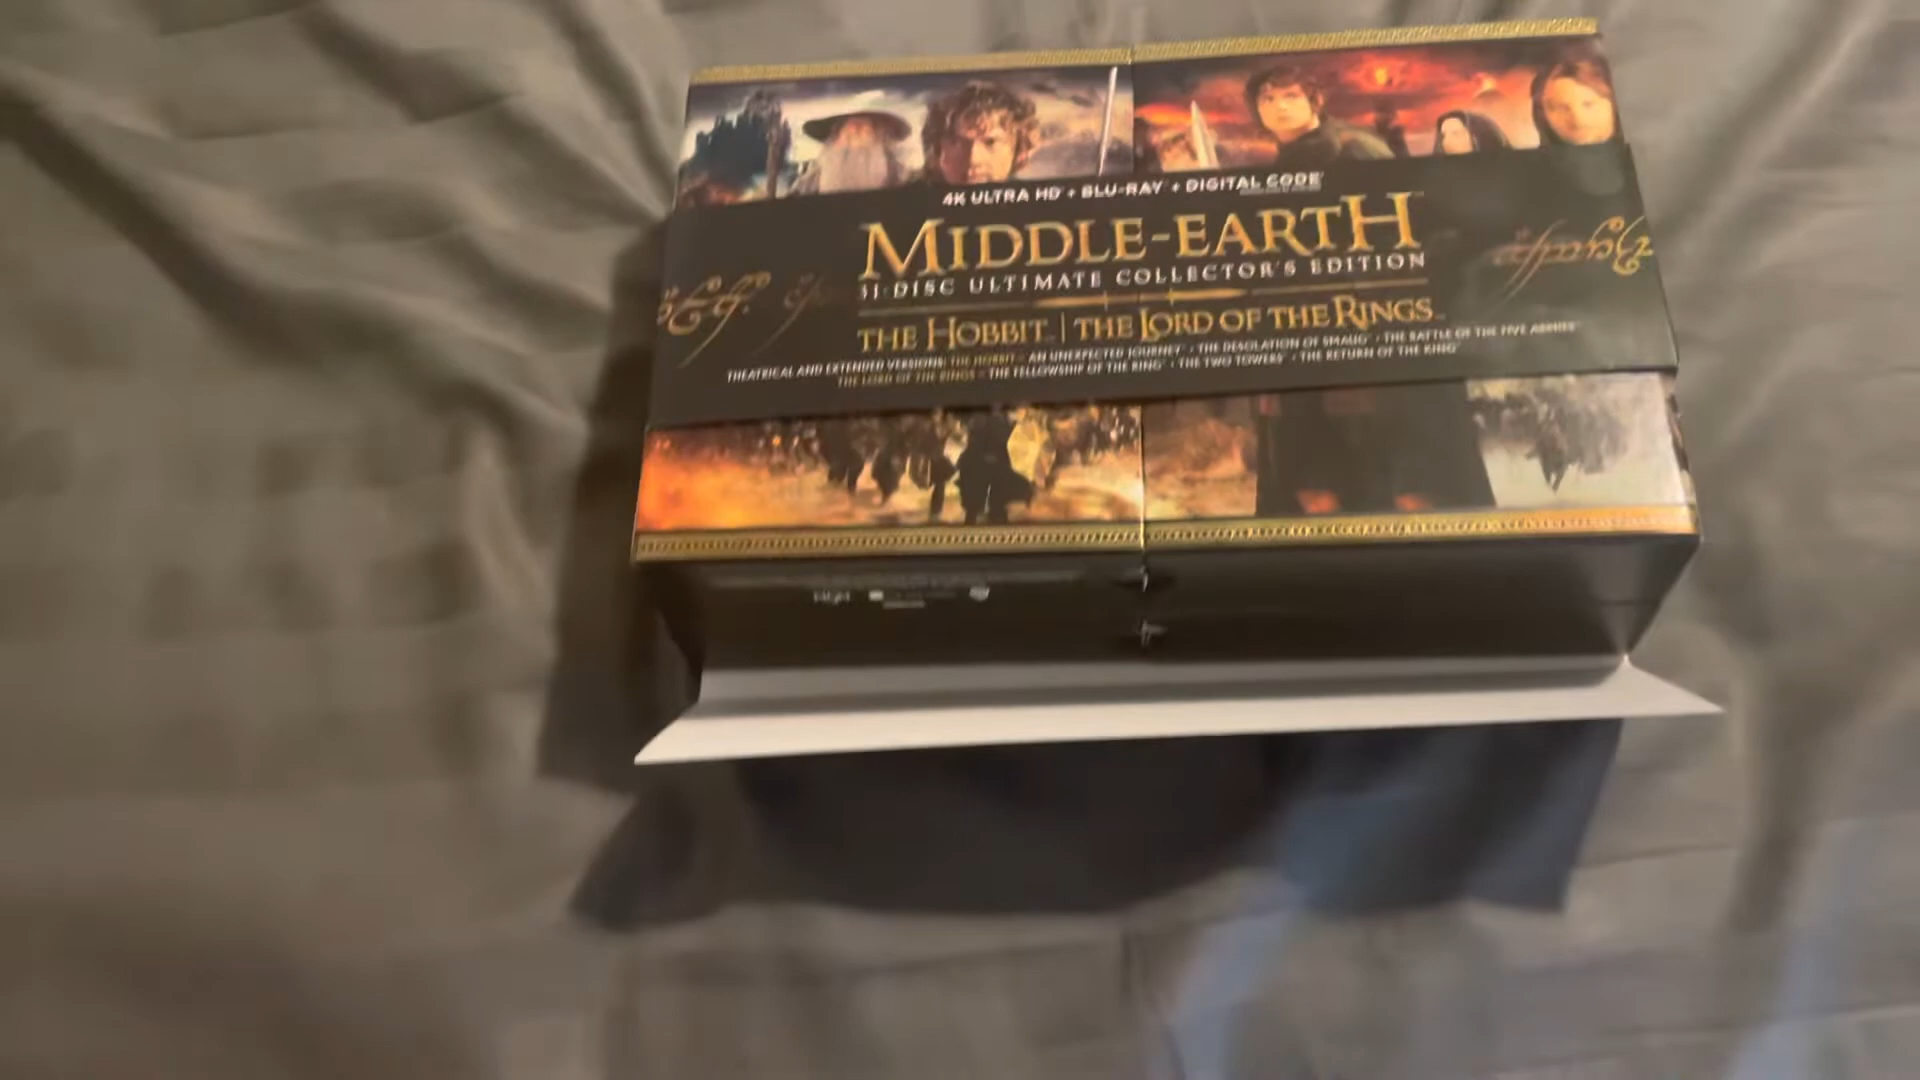 4K ULTRA HD + BLU-RAY + DIGITAL CODE
MIDDLE-EARTH
31-DISC ULTIMATE COLLECTOR'S EDITION
THE HOBBIT | THE LORD OF THE RINGS
THEATRICAL AND EXTENDED VERSIONS: THE HOBBIT – AN UNEXPECTED JOURNEY • THE DESOLATION OF SMAUG • THE BATTLE OF THE FIVE ARMIES
THE LORD OF THE RINGS – THE FELLOWSHIP OF THE RING • THE TWO TOWERS • THE RETURN OF THE KING